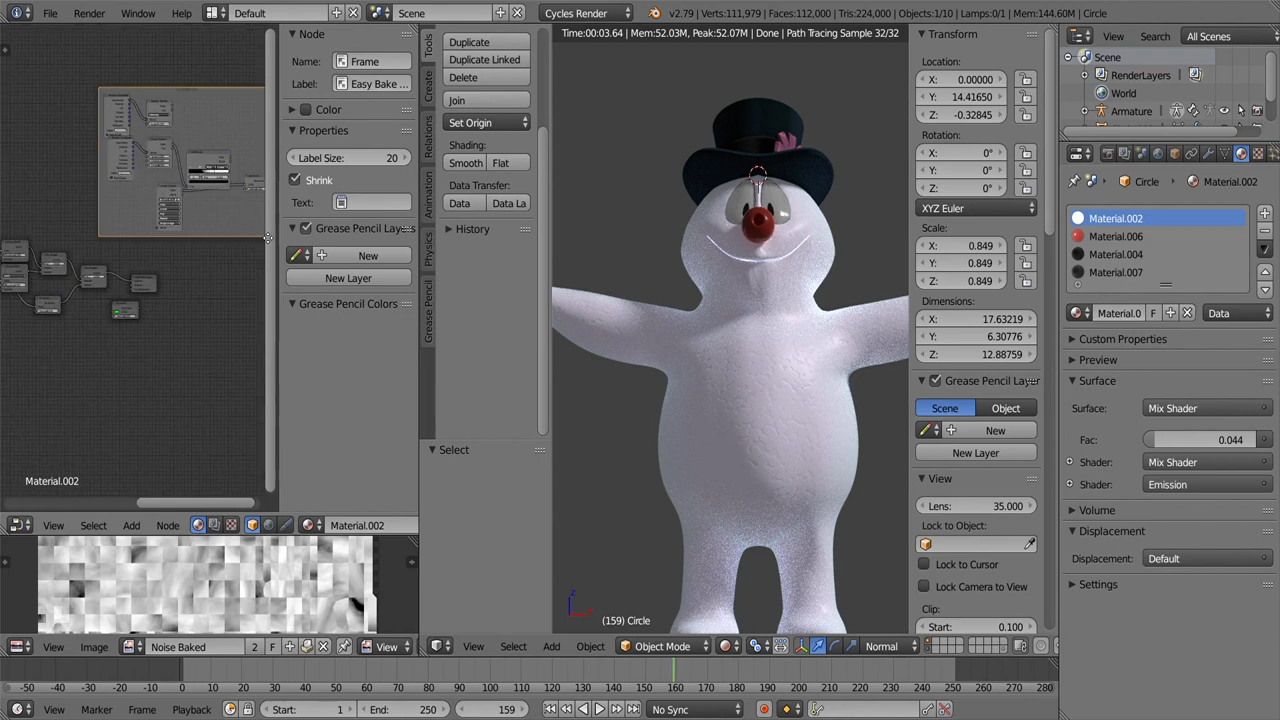 File Render Window Help Default Scene Cycles Render v2.79 | Verts:111,979 | Faces:112,000 | Tris:224,000 | Objects:1/10 | Lamps:0/1 | Mem:144.60M | Circle
Node
Name: Frame
Label: Easy Bake ...
Color
Properties
Label Size: 20
Shrink
Text:
Grease Pencil Layers
New
New Layer
Grease Pencil Colors
Material.002
View Select Add Node Material.002
View Image Noise Baked 2 F View
Tools
Create
Relations
Animation
Physics
Grease Pencil
Duplicate
Duplicate Linked
Delete
Join
Set Origin
Shading:
Smooth Flat
Data Transfer:
Data Data La
History
Select
Time:00:03.64 | Mem:52.03M, Peak:52.07M | Done | Path Tracing Sample 32/32
z
x
(159) Circle
View Select Add Object Object Mode Normal
Transform
Location:
X: 0.00000
Y: 14.41650
Z: -0.32845
Rotation:
X: 0°
Y: 0°
Z: 0°
XYZ Euler
Scale:
X: 0.849
Y: 0.849
Z: 0.849
Dimensions:
X: 17.63219
Y: 6.30776
Z: 12.88759
Grease Pencil Layer
Scene Object
New
New Layer
View
Lens: 35.000
Lock to Object:
Lock to Cursor
Lock Camera to View
Clip:
Start: 0.100
View Search All Scenes
Scene
RenderLayers
World
Armature
Circle Material.002
Material.002
Material.006
Material.004
Material.007
Material.0 F Data
Custom Properties
Preview
Surface
Surface: Mix Shader
Fac: 0.044
Shader: Mix Shader
Shader: Emission
Volume
Displacement
Displacement: Default
Settings
-50 -40 -30 -20 -10 0 10 20 30 40 50 60 70 80 90 100 110 120 130 140 150 160 170 180 190 200 210 220 230 240 250 260 270 280
View Marker Frame Playback Start: 1 End: 250 159 No Sync